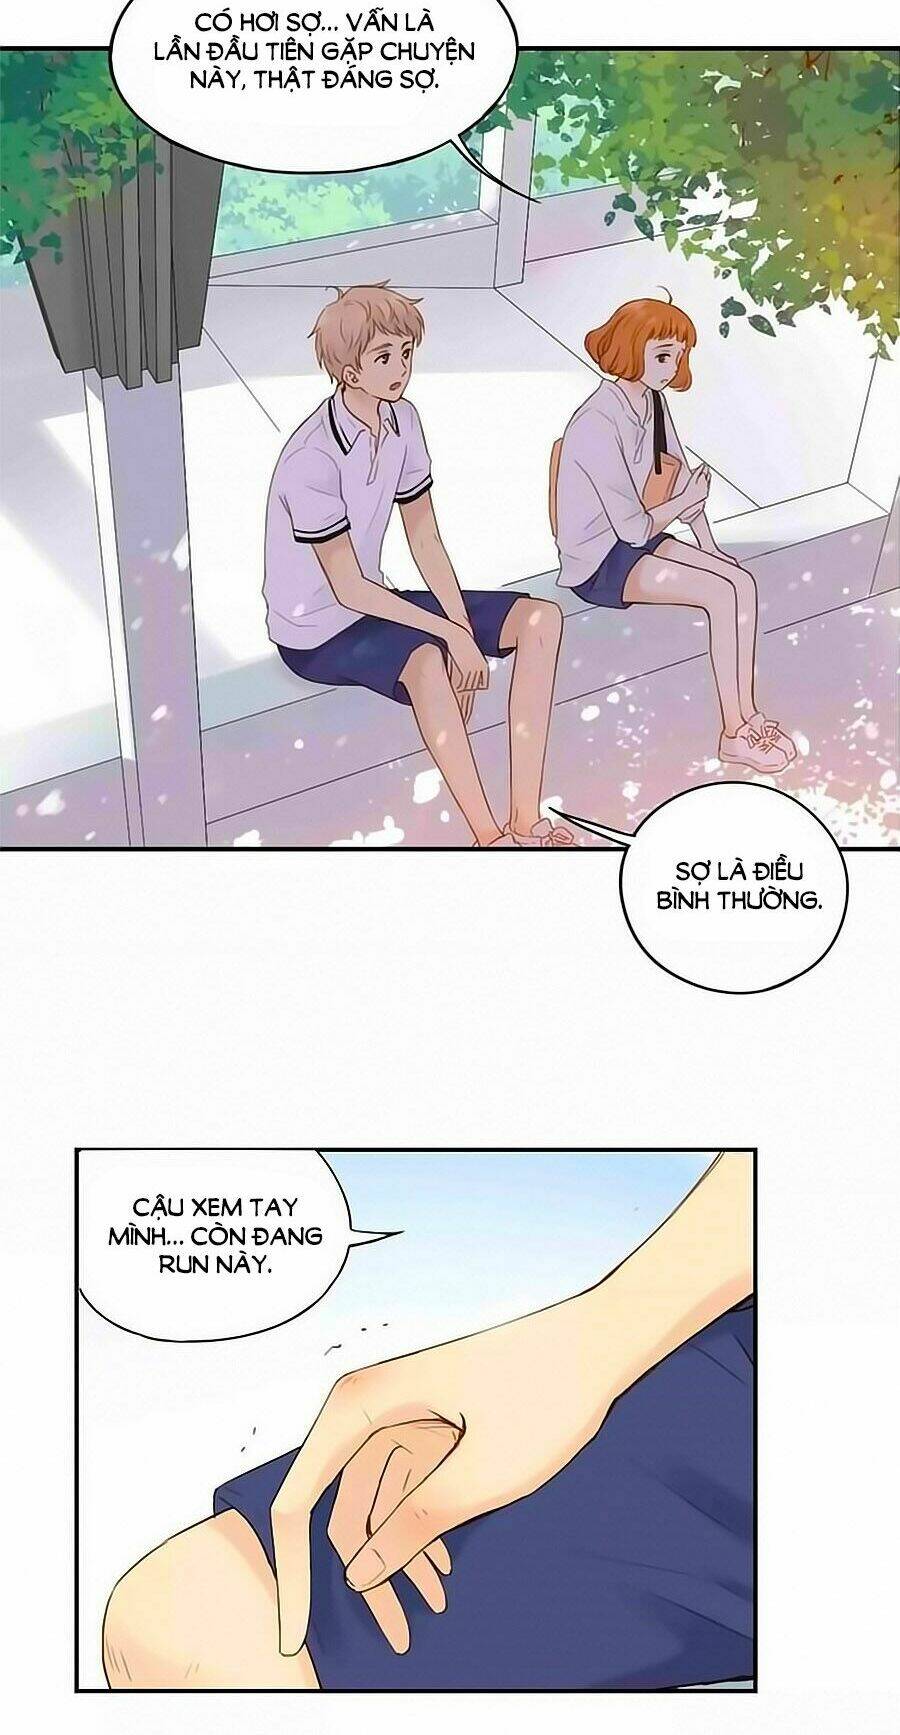 CÓ HƠI SỢ... VẪN LÀ
LẦN ĐẦU TIÊN GẶP CHUYỆN
NÀY, THẬT ĐÁNG SỢ.
SỢ LÀ ĐIỀU
BÌNH THƯỜNG.
CẬU XEM TAY
MÌNH... CÒN ĐANG
RUN NÀY.